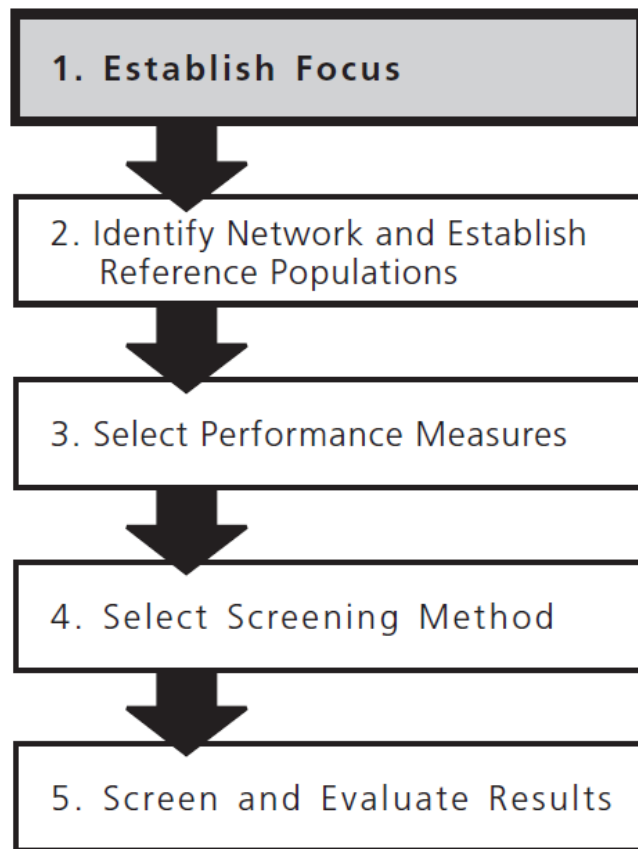 1. Establish Focus
2. Identify Network and Establish
Reference Populations
3. Select Performance Measures
4. Select Screening Method
5. Screen and Evaluate Results